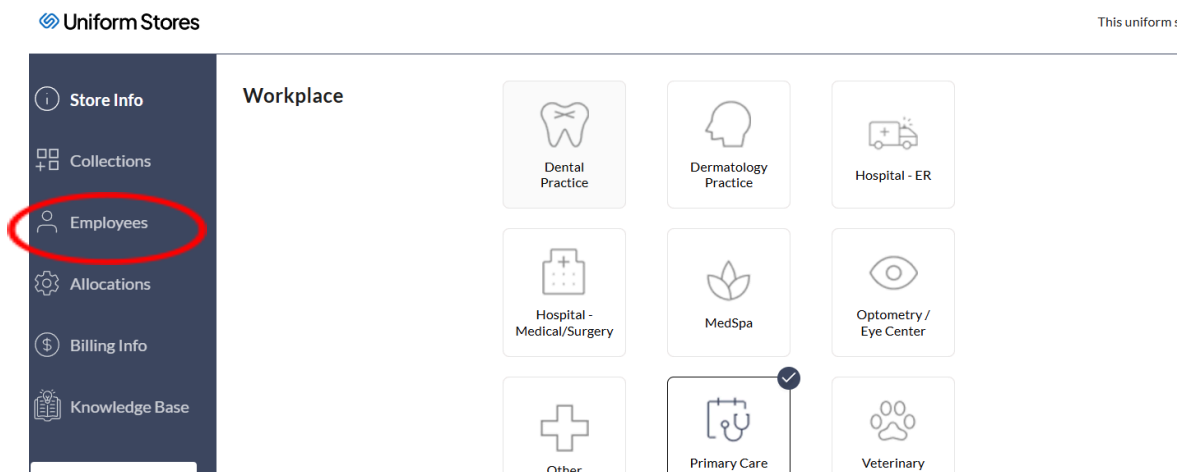 Uniform Stores
This uniform
Store Info
Collections
Employees
Allocations
Billing Info
Knowledge Base
Workplace
Dental
Practice
Dermatology
Practice
Hospital - ER
Hospital -
Medical/Surgery
MedSpa
Optometry /
Eye Center
Other
Primary Care
Veterinary